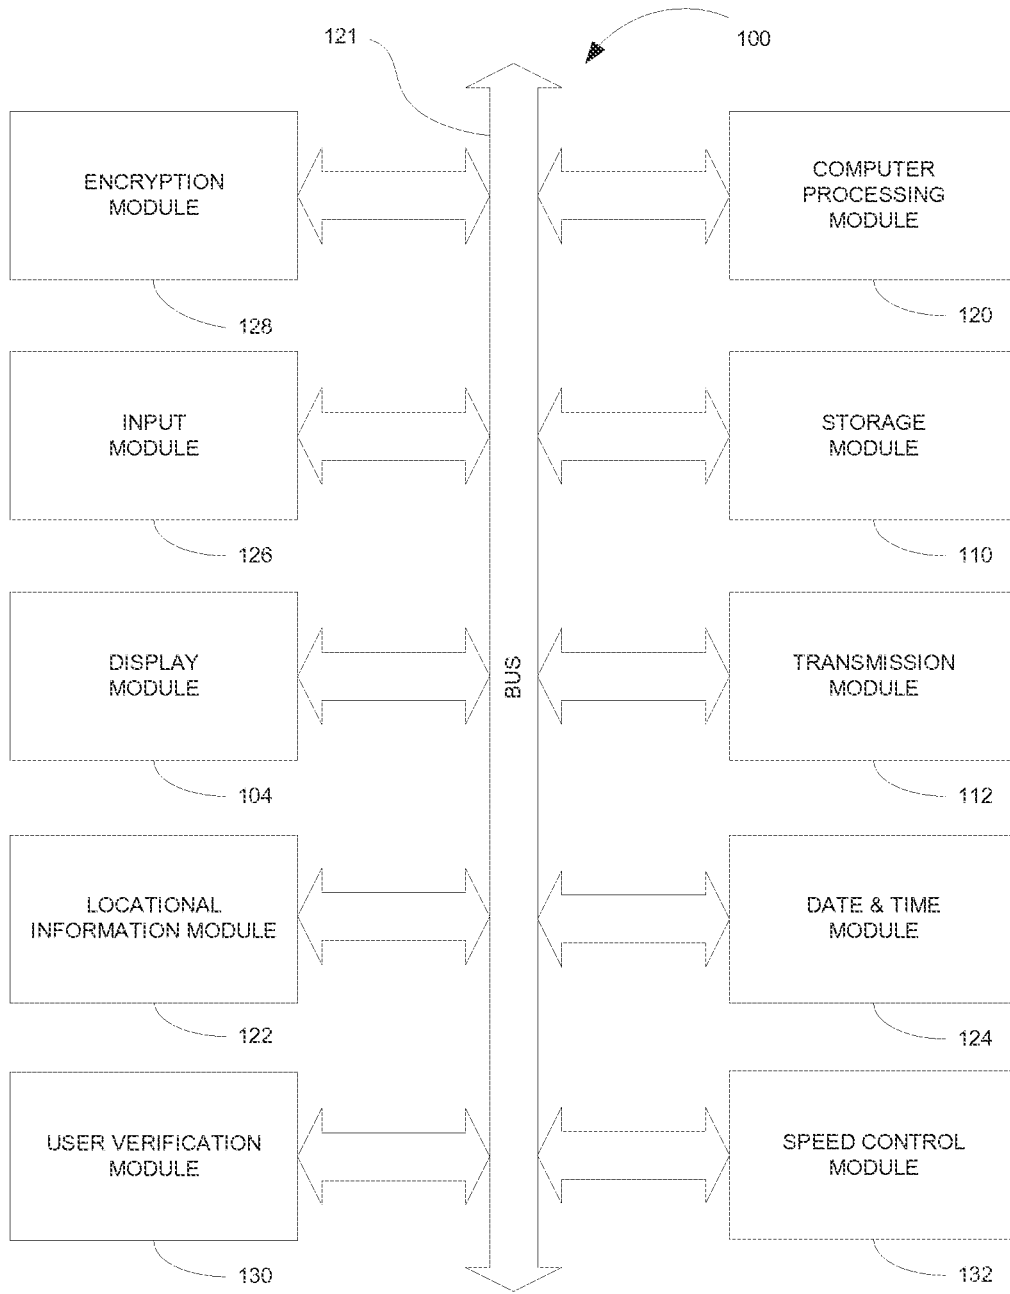 121
100
ENCRYPTION
MODULE
128
COMPUTER
PROCESSING
MODULE
120
INPUT
MODULE
126
STORAGE
MODULE
110
DISPLAY
MODULE
104
BUS
TRANSMISSION
MODULE
112
LOCATIONAL
INFORMATION MODULE
122
DATE & TIME
MODULE
124
USER VERIFICATION
MODULE
130
SPEED CONTROL
MODULE
132